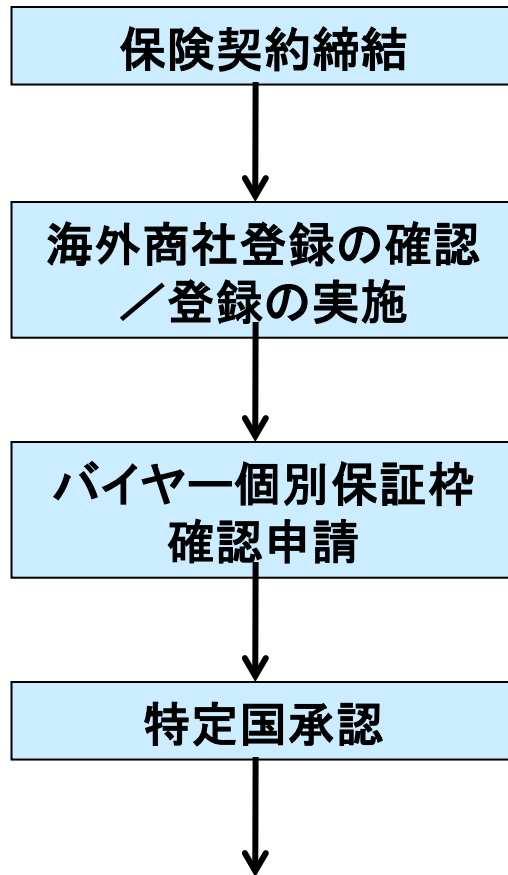 保険契約締結
海外商社登録の確認
／登録の実施
バイヤー個別保証枠
確認申請
特定国承認